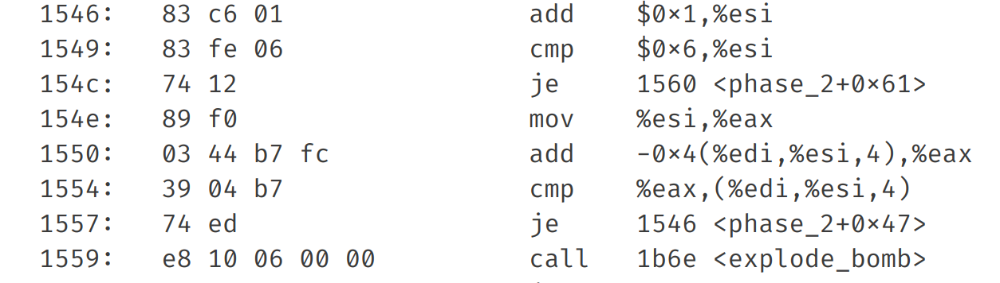 1546: 83 c6 01 add $0×1,%esi
1549: 83 fe 06 cmp $0×6,%esi
154c: 74 12 je 1560 <phase_2+0×61>
154e: 89 f0 mov %esi,%eax
1550: 03 44 b7 fc add -0×4(%edi,%esi,4),%eax
1554: 39 04 b7 cmp %eax,(%edi,%esi,4)
1557: 74 ed je 1546 <phase_2+0×47>
1559: e8 10 06 00 00 call 1b6e <explode_bomb>